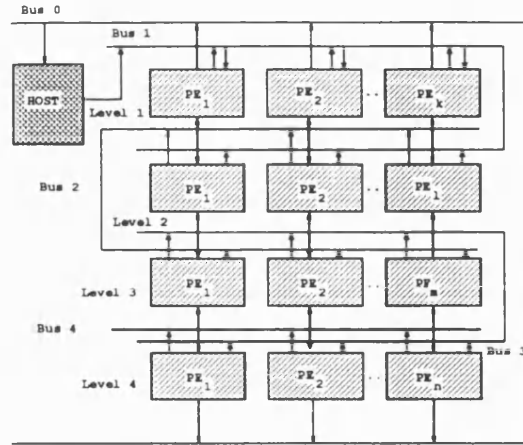 Bus 0
Bus 1
HOST
PE 1 PE 2 .. PE k
Level 1
Bus 2
PE 1 PE 2 .. PE l
Level 2
Level 3
PE 1 PE 2 .. PE m
Bus 4
Bus 3
Level 4
PE 1 PE 2 .. PE n